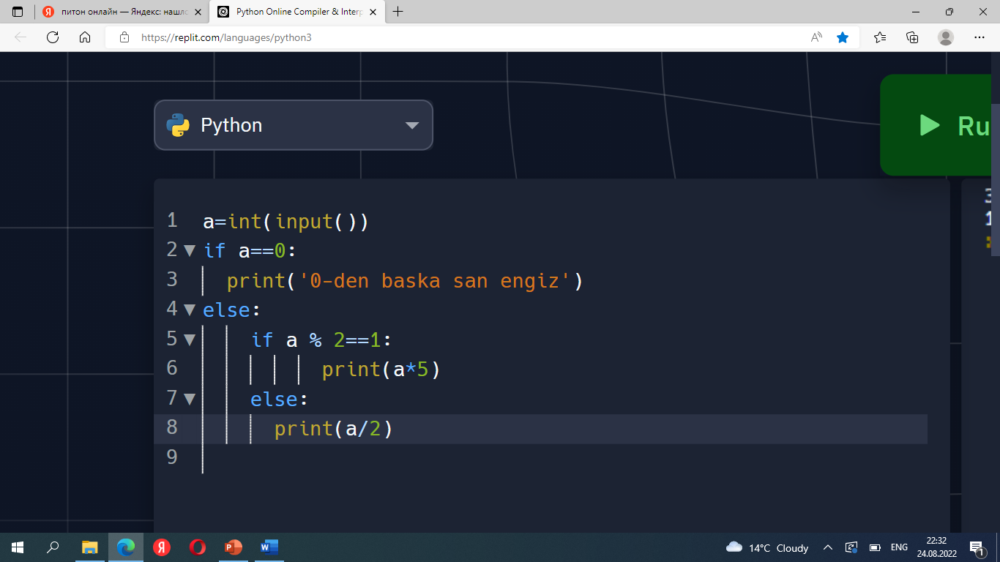 питон онлайн — Яндекс: нашло
Python Online Compiler & Interp
https://replit.com/languages/python3
Python
Ru
1 a=int(input())
2 if a==0:
3 print('0-den baska san engiz')
4 else:
5 if a % 2==1:
6 print(a*5)
7 else:
8 print(a/2)
9
3
1
14°C Cloudy
ENG
22:32
24.08.2022
1